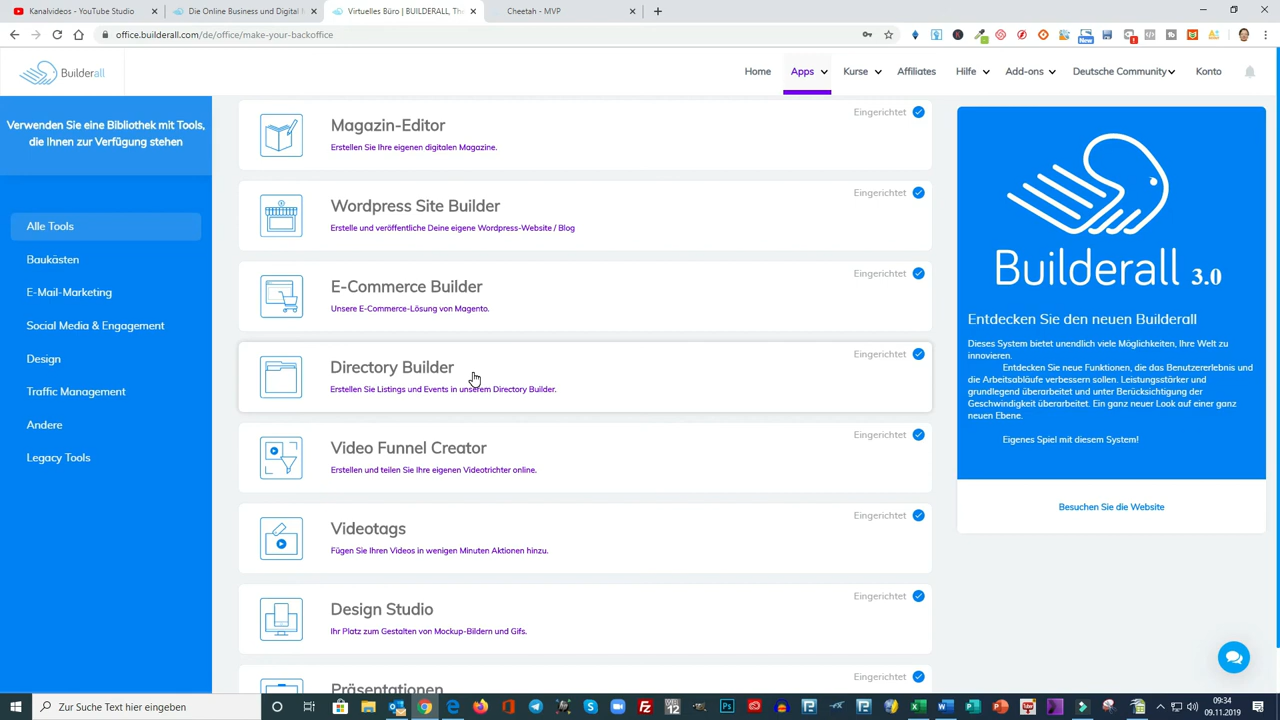 Kanalvideos - YouTube Studio
Die Online Business und Digital M
Virtuelles Büro | BUILDERALL, The
Cheetah - MVP
office.builderall.com/de/office/make-your-backoffice
New
1
Builderall
Home
Apps
Kurse
Affiliates
Hilfe
Add-ons
Deutsche Community
Konto
Verwenden Sie eine Bibliothek mit Tools,
die Ihnen zur Verfügung stehen
Alle Tools
Baukästen
E-Mail-Marketing
Social Media & Engagement
Design
Traffic Management
Andere
Legacy Tools
Magazin-Editor
Eingerichtet
Erstellen Sie Ihre eigenen digitalen Magazine.
Wordpress Site Builder
Eingerichtet
Erstelle und veröffentliche Deine eigene Wordpress-Website / Blog
E-Commerce Builder
Eingerichtet
Unsere E-Commerce-Lösung von Magento.
Directory Builder
Eingerichtet
Erstellen Sie Listings und Events in unserem Directory Builder.
Video Funnel Creator
Eingerichtet
Erstellen und teilen Sie Ihre eigenen Videotrichter online.
Videotags
Eingerichtet
Fügen Sie Ihren Videos in wenigen Minuten Aktionen hinzu.
Design Studio
Eingerichtet
Ihr Platz zum Gestalten von Mockup-Bildern und Gifs.
Präsentationen
Eingerichtet
Builderall 3.0
Entdecken Sie den neuen Builderall
Dieses System bietet unendlich viele Möglichkeiten, Ihre Welt zu
innovieren.
Entdecken Sie neue Funktionen, die das Benutzererlebnis und
die Arbeitsabläufe verbessern sollen. Leistungsstärker und
grundlegend überarbeitet und unter Berücksichtigung der
Geschwindigkeit überarbeitet. Ein ganz neuer Look auf einer ganz
neuen Ebene.
Eigenes Spiel mit diesem System!
Besuchen Sie die Website
Zur Suche Text hier eingeben
09:34
09.11.2019